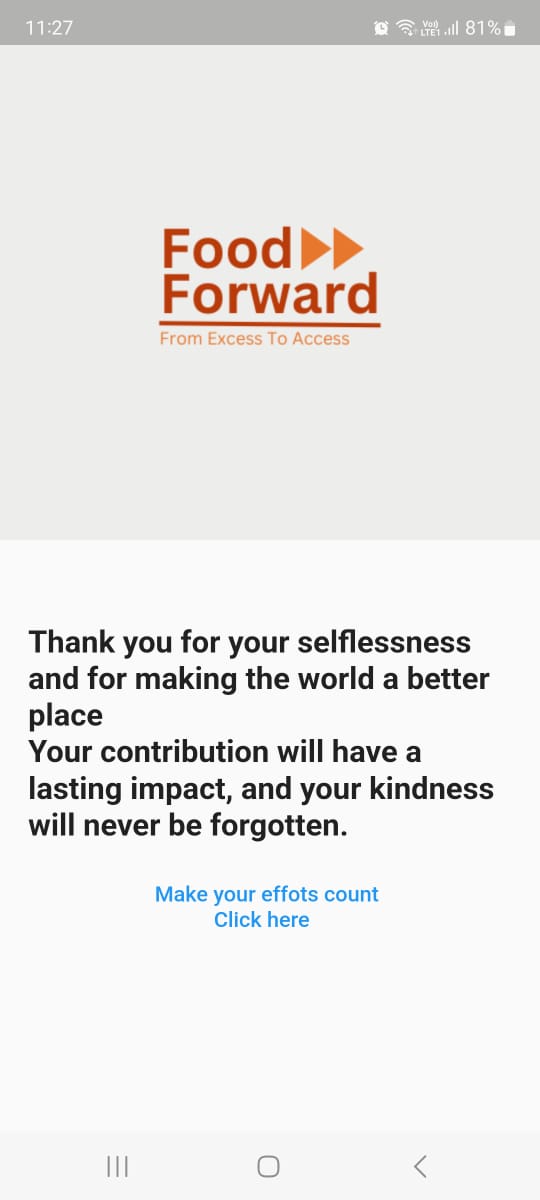 11:27
Vo)) LTE1 81%
Food
Forward
From Excess To Access
Thank you for your selflessness
and for making the world a better
place
Your contribution will have a
lasting impact, and your kindness
will never be forgotten.
Make your effots count
Click here